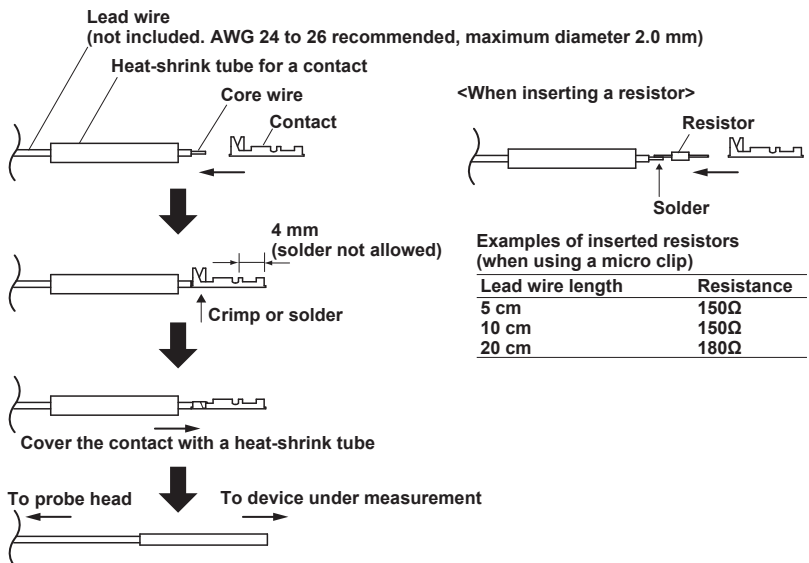 Lead wire
(not included. AWG 24 to 26 recommended, maximum diameter 2.0 mm)
Heat-shrink tube for a contact
Core wire
Contact
4 mm
(solder not allowed)
Crimp or solder
Cover the contact with a heat-shrink tube
To probe head To device under measurement
<When inserting a resistor>
Resistor
Solder
Examples of inserted resistors
(when using a micro clip)
Lead wire length Resistance
5 cm 150Ω
10 cm 150Ω
20 cm 180Ω